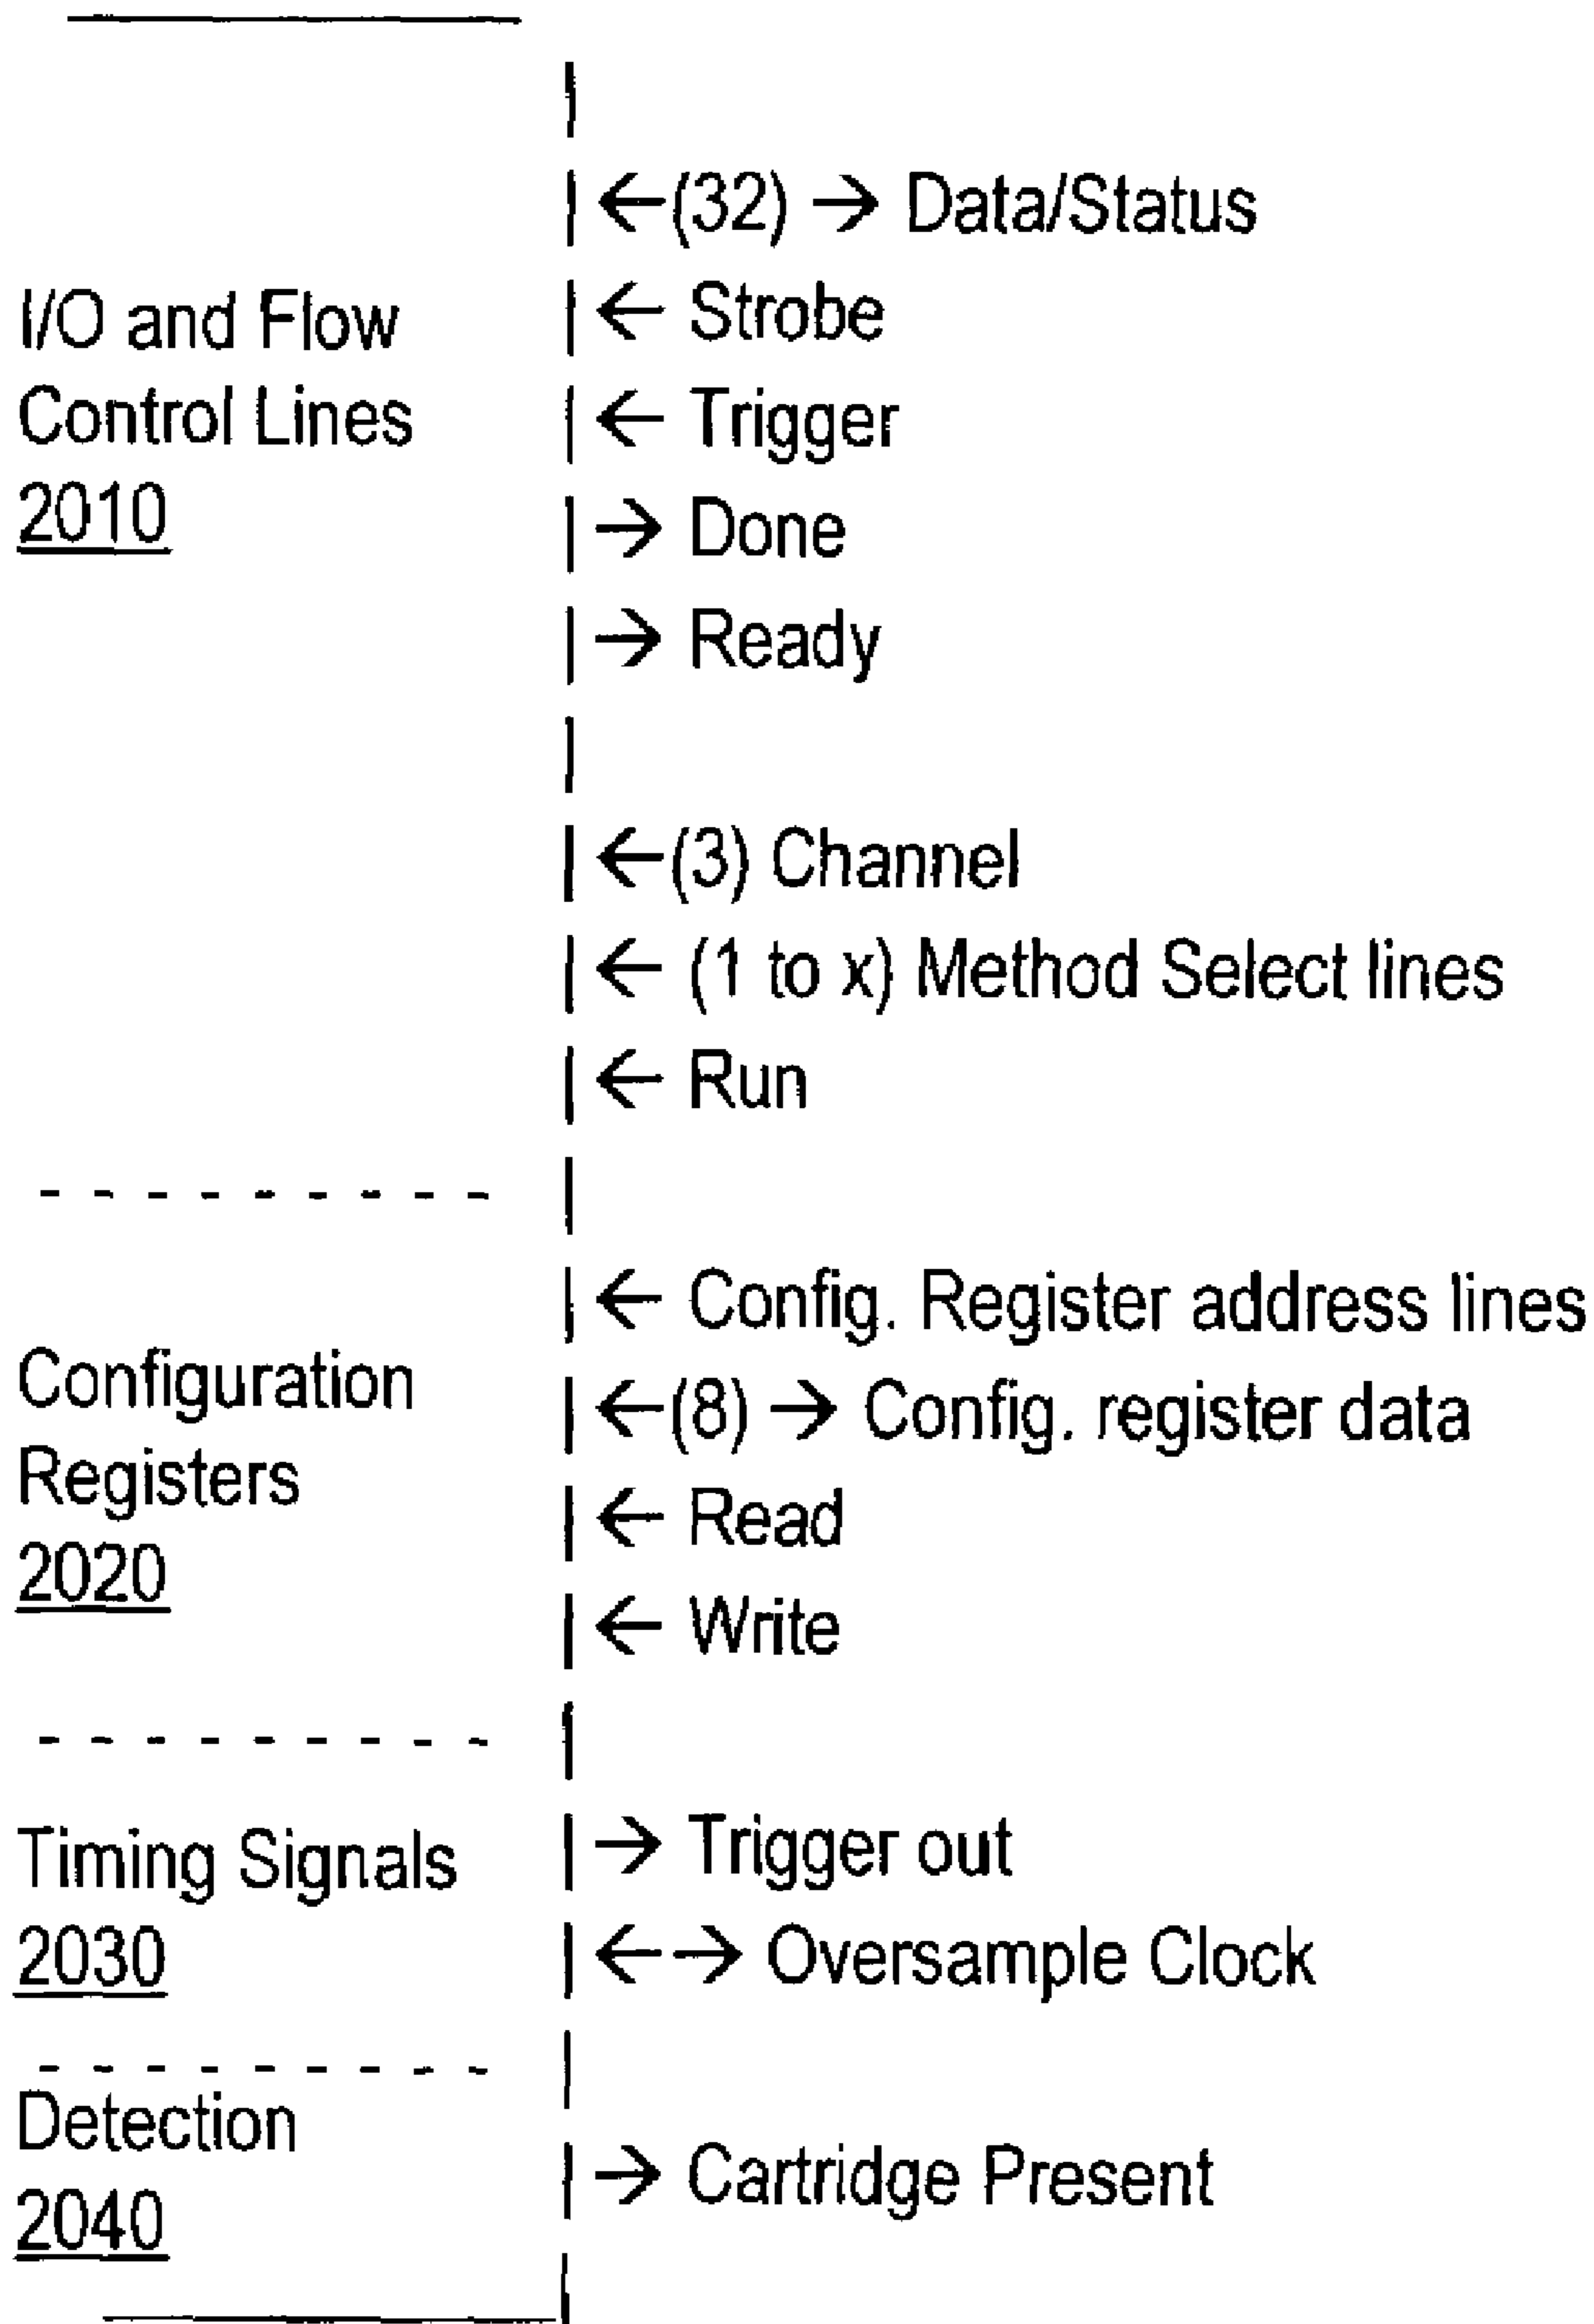 ←(32) → Data/Status
I/O and Flow
Control Lines
2010
← Strobe
← Trigger
→ Done
→ Ready
←(3) Channel
← (1 to x) Method Select lines
← Run
Configuration
Registers
2020
← Config. Register address lines
←(8) → Config. register data
← Read
← Write
Timing Signals
2030
→ Trigger out
←→ Oversample Clock
Detection
2040
→ Cartridge Present